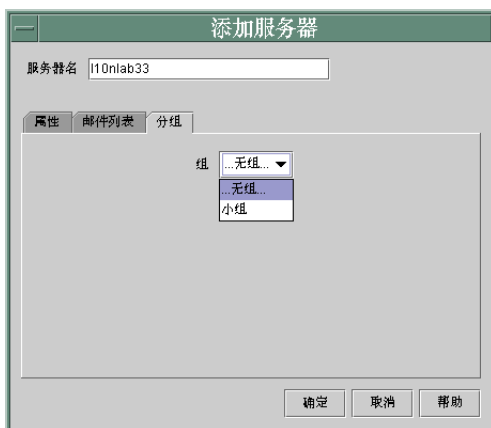 添加服务器
服务器名 l10nlab33
属性 邮件列表 分组
组 ...无组...
...无组...
小组
确定 取消 帮助